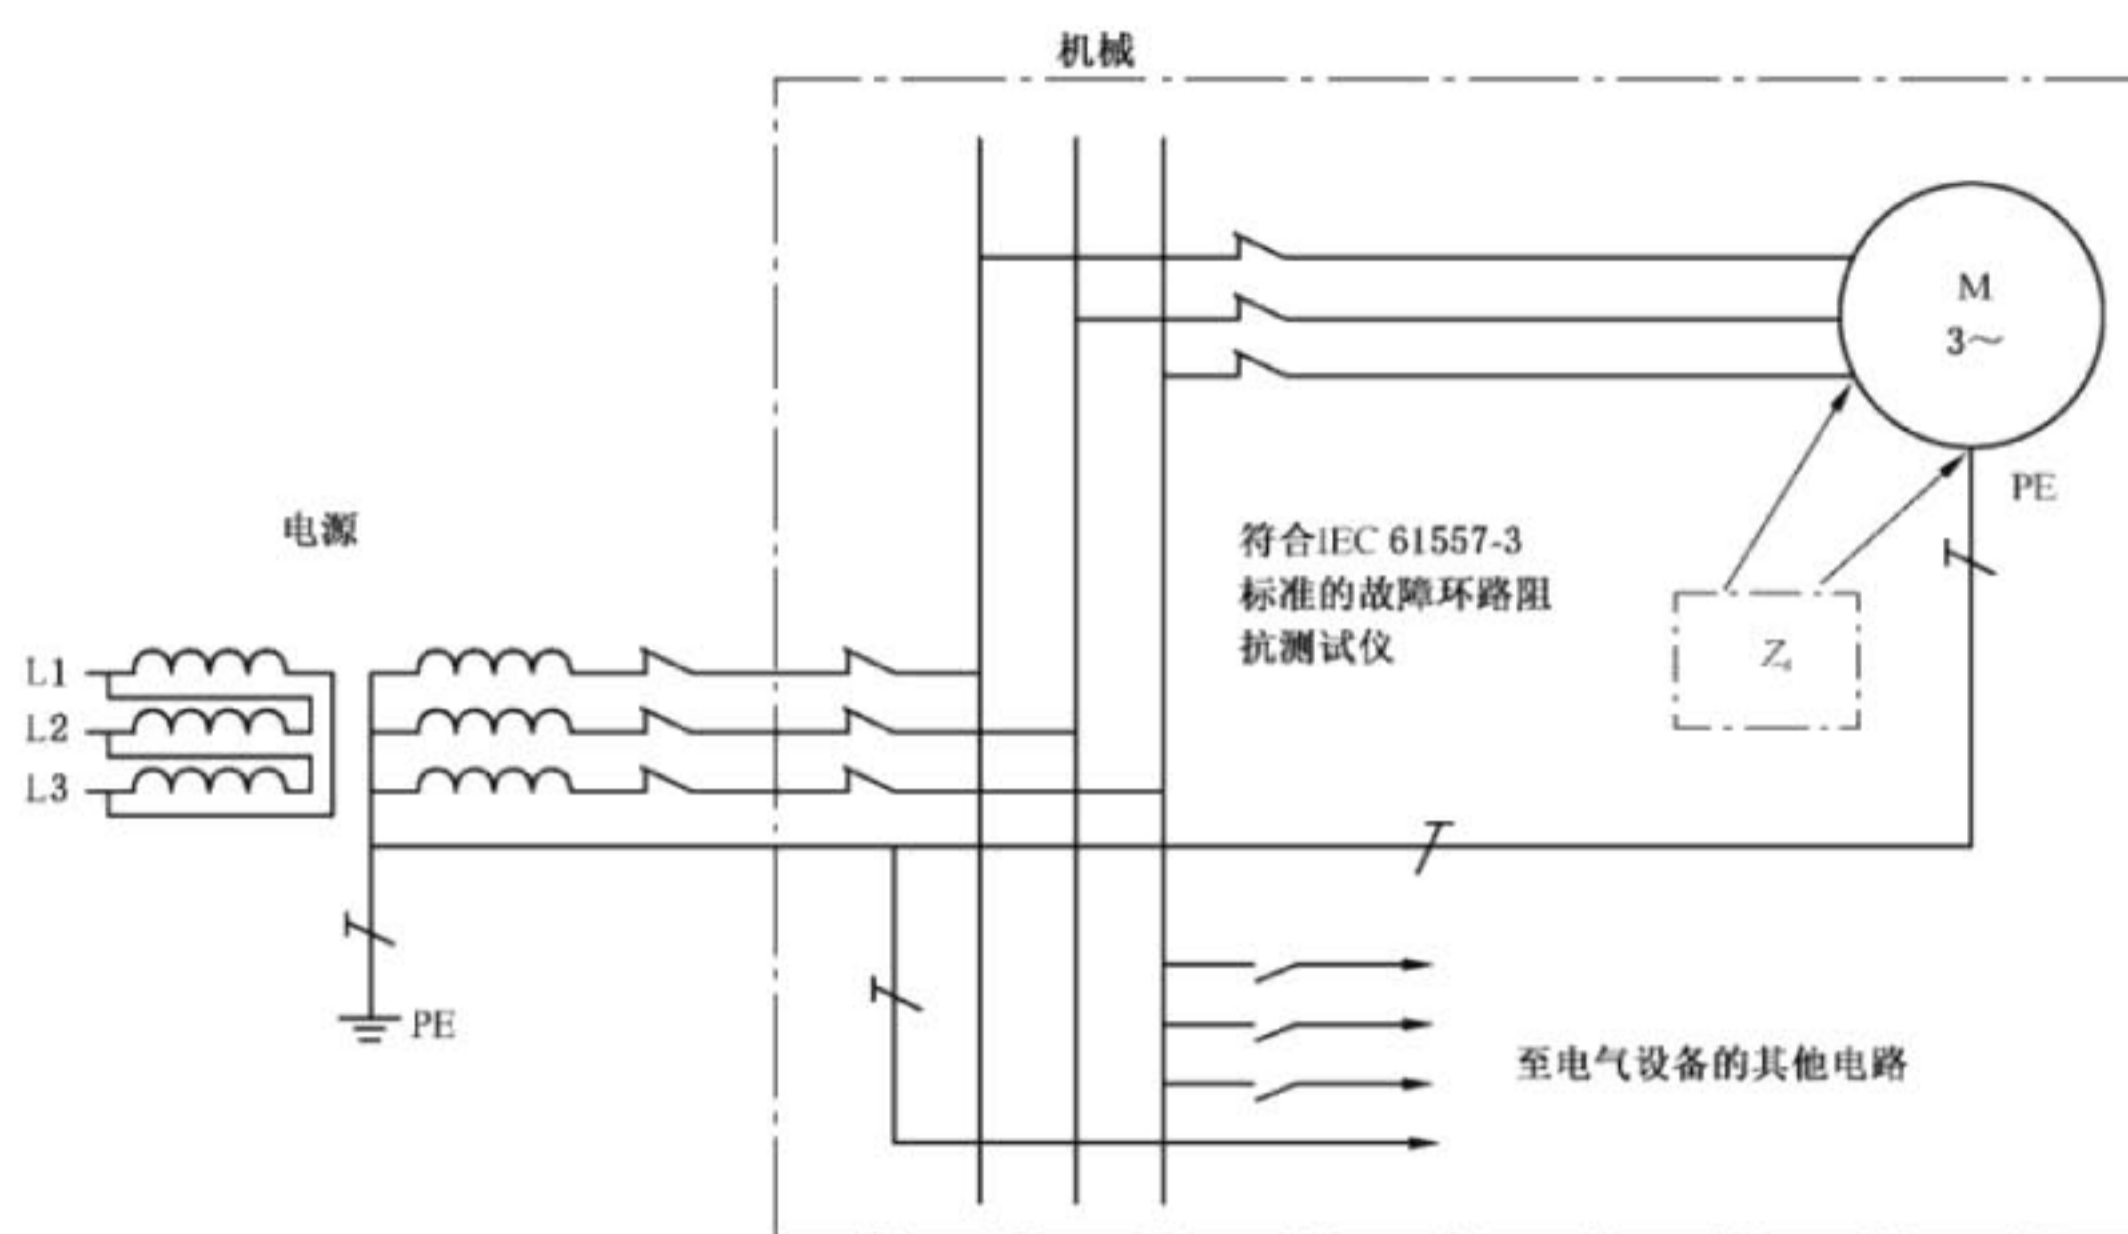 机械
M
3～
PE
电源
符合IEC 61557-3
标准的故障环路阻
抗测试仪
L1
L2
L3
PE
至电气设备的其他电路